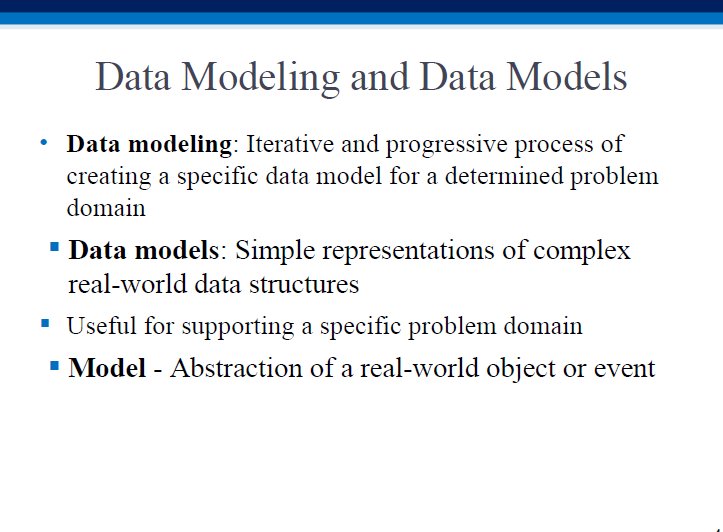 Data Modeling and Data Models
• Data modeling: Iterative and progressive process of
creating a specific data model for a determined problem
domain
▪ Data models: Simple representations of complex
real-world data structures
▪ Useful for supporting a specific problem domain
▪ Model - Abstraction of a real-world object or event